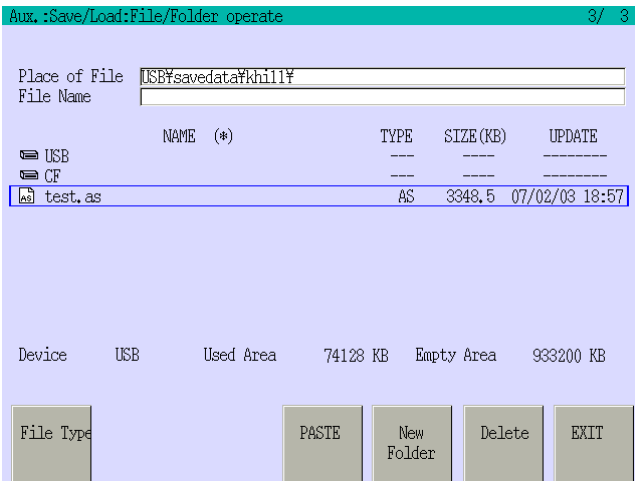 Aux.:Save/Load:File/Folder operate 3/ 3
Place of File USB¥savedata¥khill¥
File Name
NAME (*) TYPE SIZE(KB) UPDATE
USB --- ---- --------
CF --- ---- --------
AS test.as AS 3348.5 07/02/03 18:57
Device USB Used Area 74128 KB Empty Area 933200 KB
File Type PASTE New Folder Delete EXIT